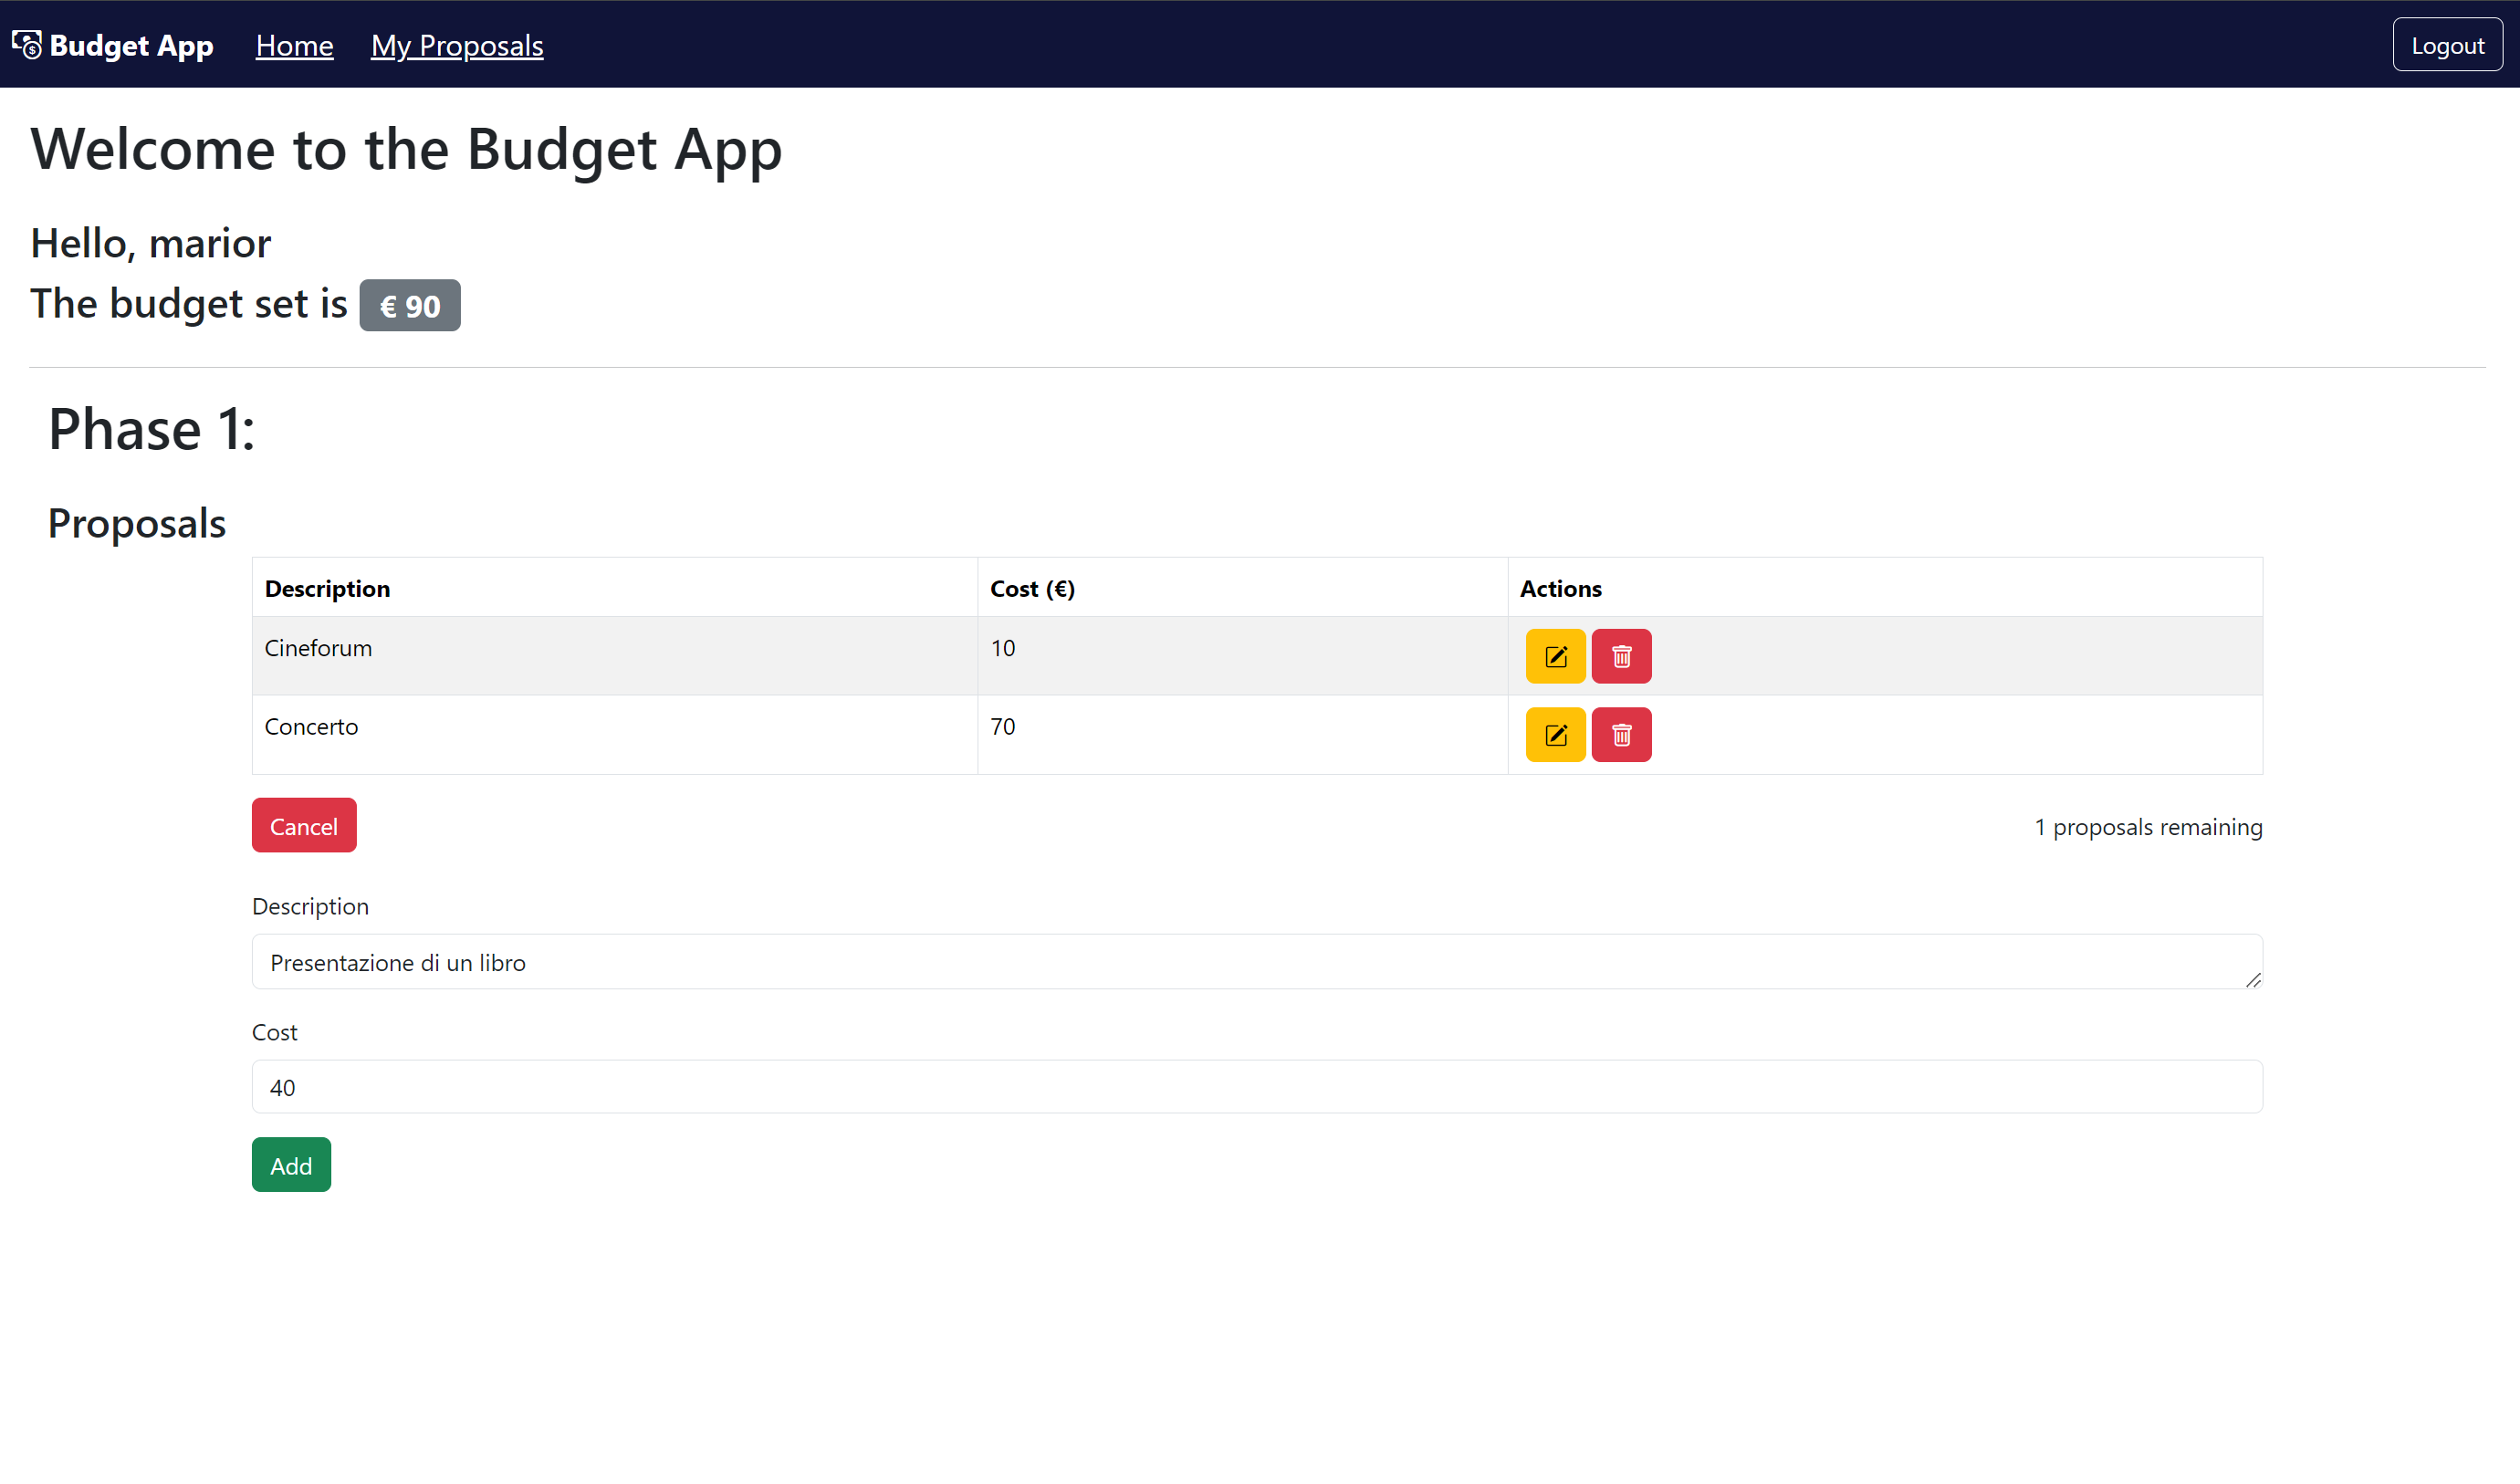 Budget App Home My Proposals Logout
Welcome to the Budget App
Hello, marior
The budget set is € 90
Phase 1:
Proposals
Description Cost (€) Actions
Cineforum 10
Concerto 70
Cancel 1 proposals remaining
Description
Presentazione di un libro
Cost
40
Add